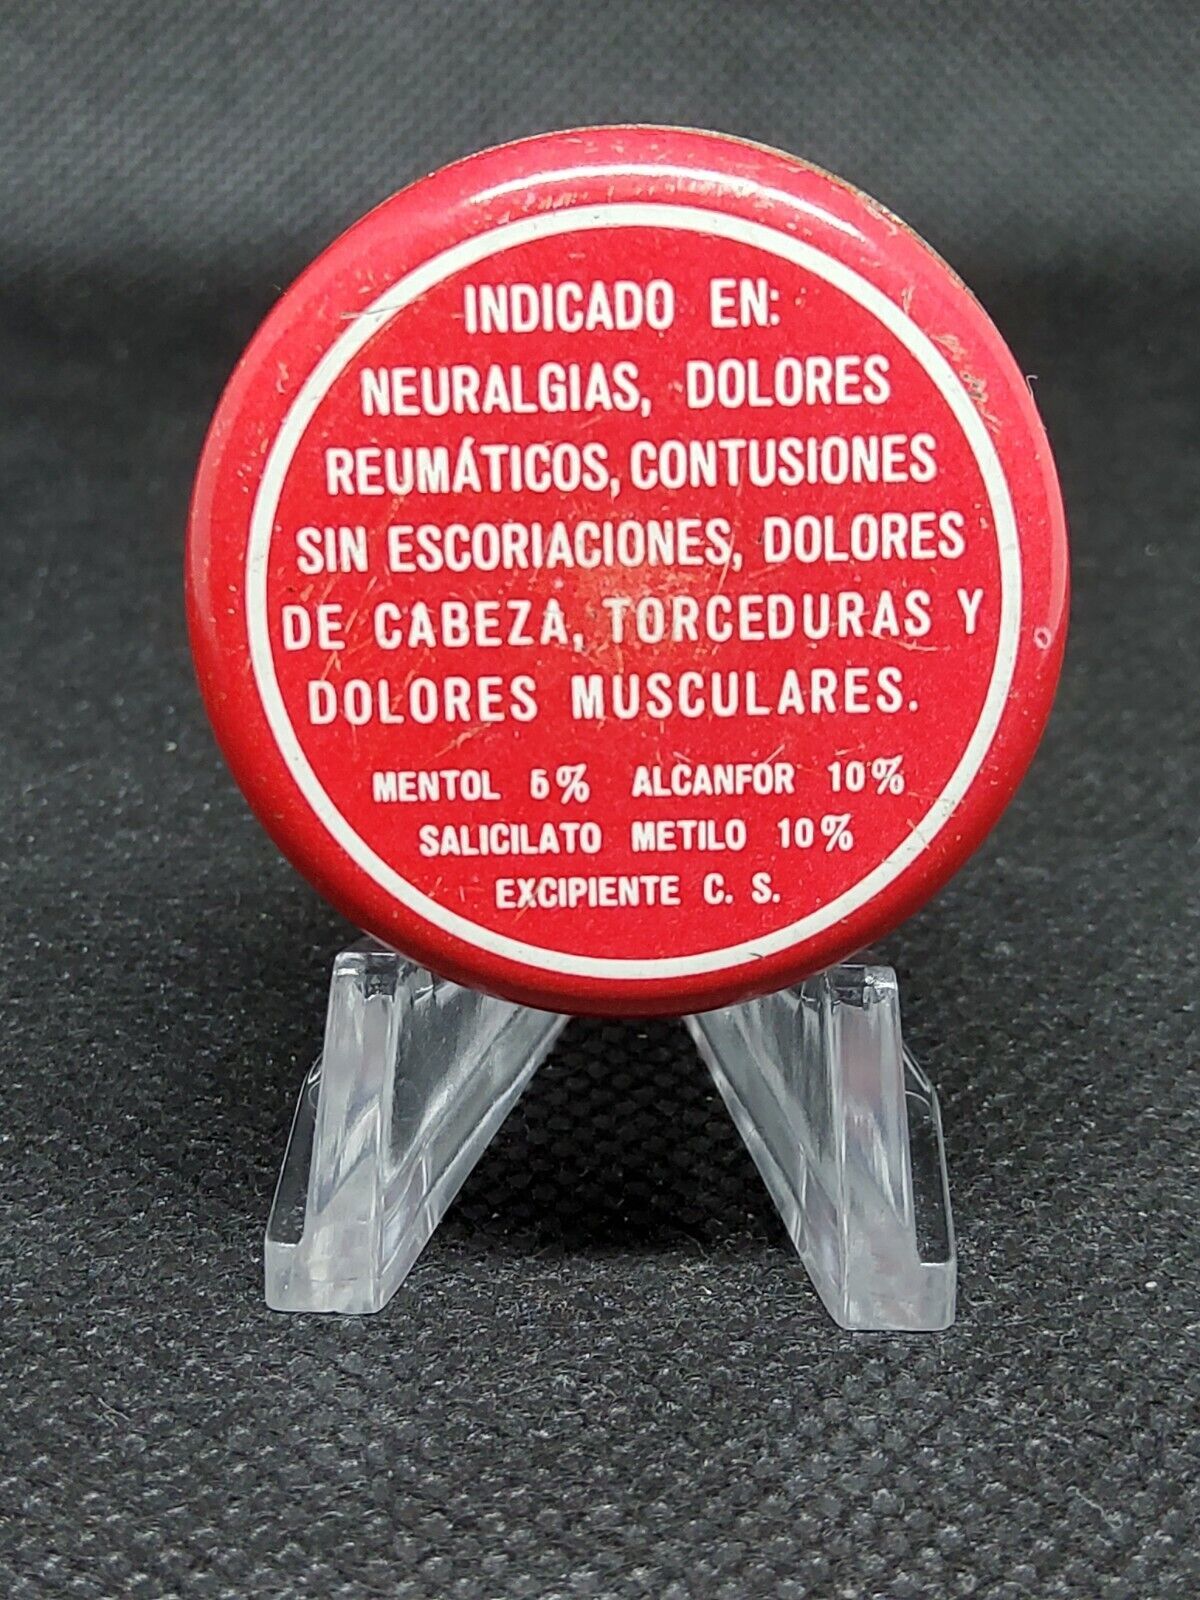 INDICADO EN:
NEURALGIAS, DOLORES
REUMÁTICOS, CONTUSIONES
SIN ESCORIACIONES, DOLORES
DE CABEZA, TORCEDURAS Y
DOLORES MUSCULARES.
MENTOL 6% ALCANFOR 10%
SALICILATO METILO 10%
EXCIPIENTE C. S.